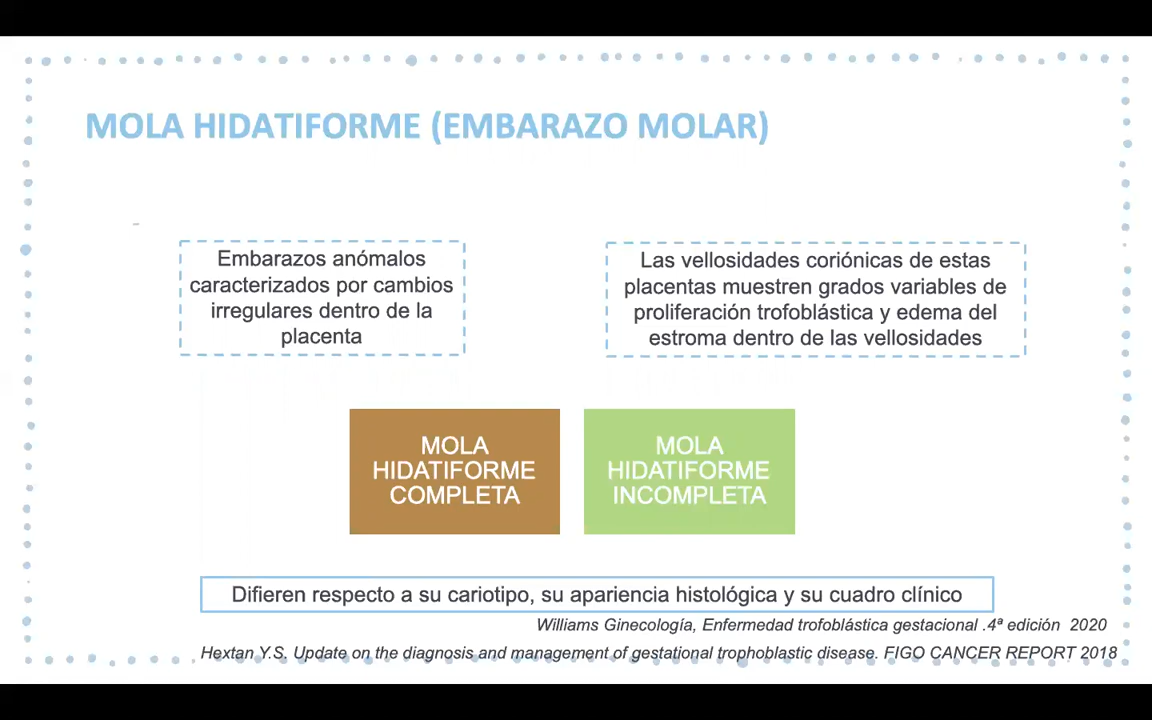 MOLA HIDATIFORME (EMBARAZO MOLAR)
Embarazos anómalos
caracterizados por cambios
irregulares dentro de la
placenta
Las vellosidades coriónicas de estas
placentas muestren grados variables de
proliferación trofoblástica y edema del
estroma dentro de las vellosidades
MOLA
HIDATIFORME
COMPLETA
MOLA
HIDATIFORME
INCOMPLETA
Difieren respecto a su cariotipo, su apariencia histológica y su cuadro clínico
Williams Ginecología, Enfermedad trofoblástica gestacional .4ª edición 2020
Hextan Y.S. Update on the diagnosis and management of gestational trophoblastic disease. FIGO CANCER REPORT 2018